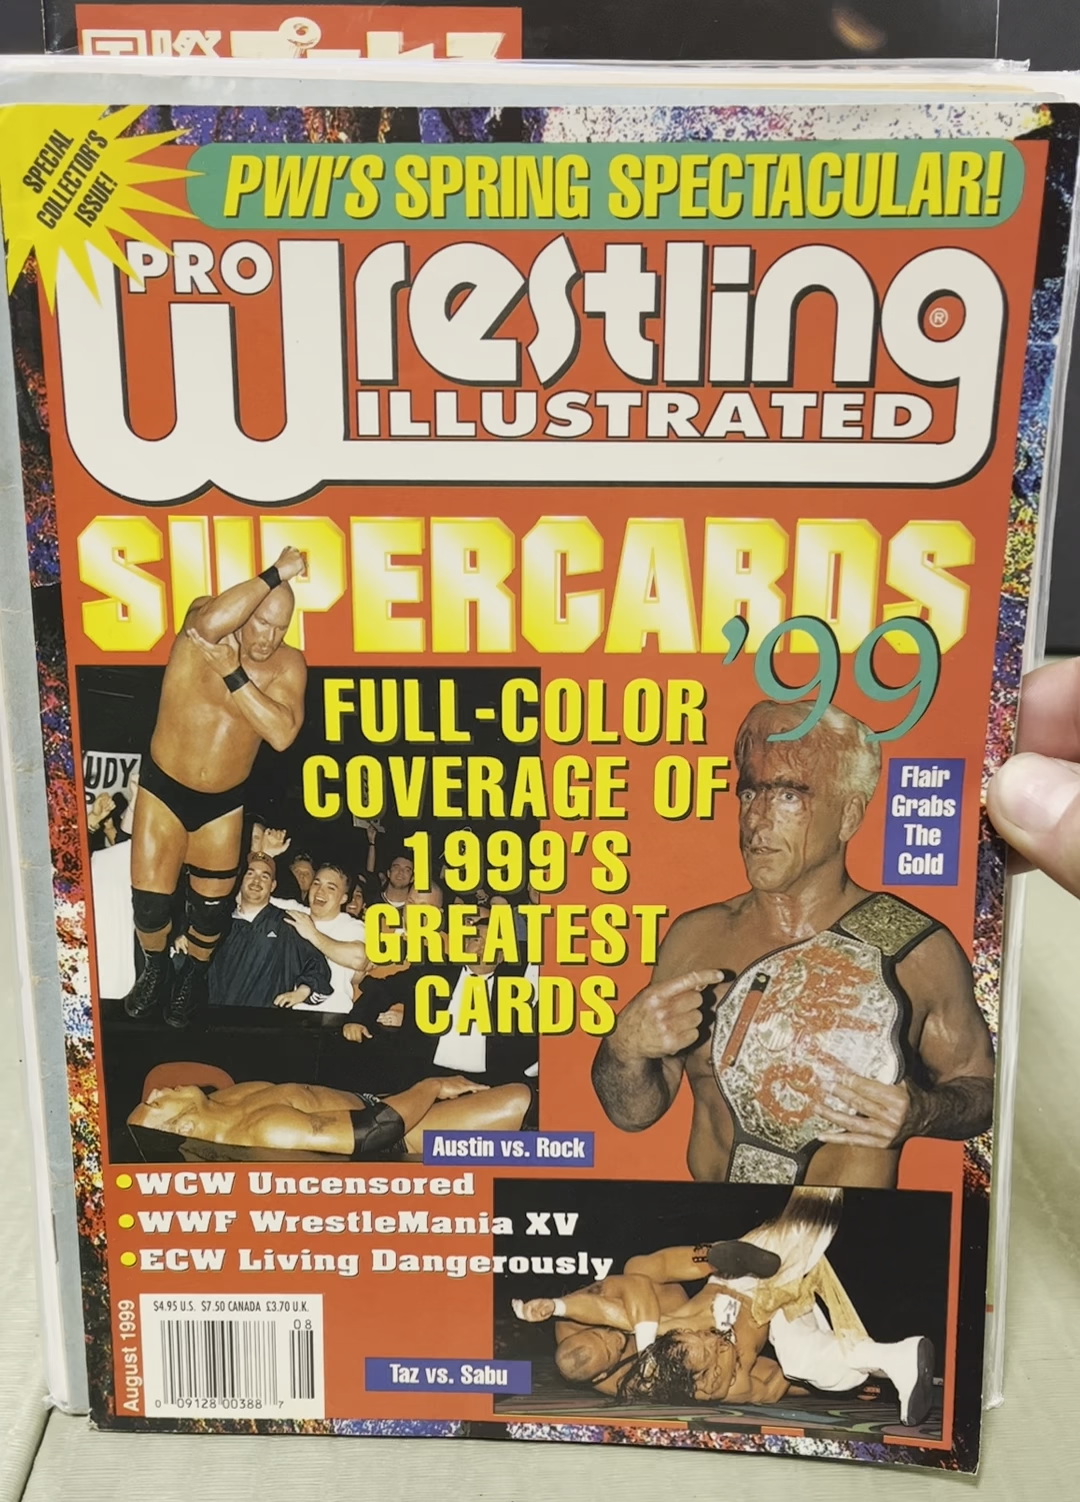 SPECIAL
COLLECTOR'S
ISSUE!
PWI'S SPRING SPECTACULAR!
PRO
Wrestling®
ILLUSTRATED
SUPERCARDS
'99
FULL-COLOR
COVERAGE OF
1999'S
GREATEST
CARDS
UDY
Flair
Grabs
The
Gold
Austin vs. Rock
•WCW Uncensored
•WWF WrestleMania XV
•ECW Living Dangerously
August 1999
$4.95 U.S. $7.50 CANADA £3.70 U.K.
08
0 09128 00388 7
Taz vs. Sabu